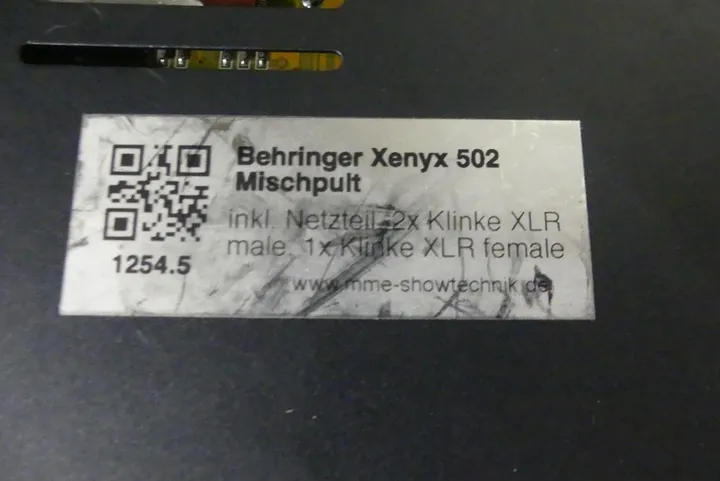 Behringer Xenyx 502
Mischpult
inkl. Netzteil, 2x Klinke XLR
male, 1x Klinke XLR female
1254.5
www.mme-showtechnik.de